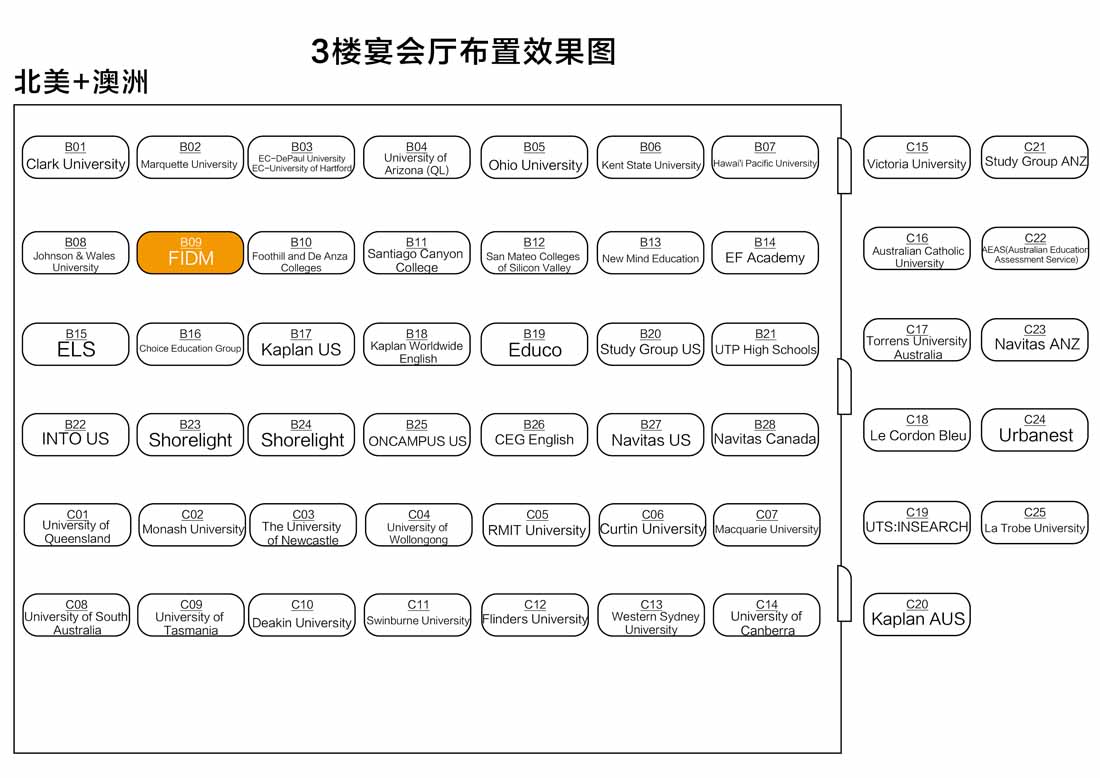 3楼宴会厅布置效果图
北美+澳洲
B01
Clark University
B02
Marquette University
B03
EC-DePaul University
EC-University of Hartford
B04
University of
Arizona (QL)
B05
Ohio University
B06
Kent State University
B07
Hawai'i Pacific University
C15
Victoria University
C21
Study Group ANZ
B08
Johnson & Wales
University
B09
FIDM
B10
Foothill and De Anza
Colleges
B11
Santiago Canyon
College
B12
San Mateo Colleges
of Silicon Valley
B13
New Mind Education
B14
EF Academy
C16
Australian Catholic
University
C22
AEAS(Australian Education
Assessment Service)
B15
ELS
B16
Choice Education Group
B17
Kaplan US
B18
Kaplan Worldwide
English
B19
Educo
B20
Study Group US
B21
UTP High Schools
C17
Torrens University
Australia
C23
Navitas ANZ
B22
INTO US
B23
Shorelight
B24
Shorelight
B25
ONCAMPUS US
B26
CEG English
B27
Navitas US
B28
Navitas Canada
C18
Le Cordon Bleu
C24
Urbanest
C01
University of
Queensland
C02
Monash University
C03
The University
of Newcastle
C04
University of
Wollongong
C05
RMIT University
C06
Curtin University
C07
Macquarie University
C19
UTS:INSEARCH
C25
La Trobe University
C08
University of South
Australia
C09
University of
Tasmania
C10
Deakin University
C11
Swinburne University
C12
Flinders University
C13
Western Sydney
University
C14
University of
Canberra
C20
Kaplan AUS